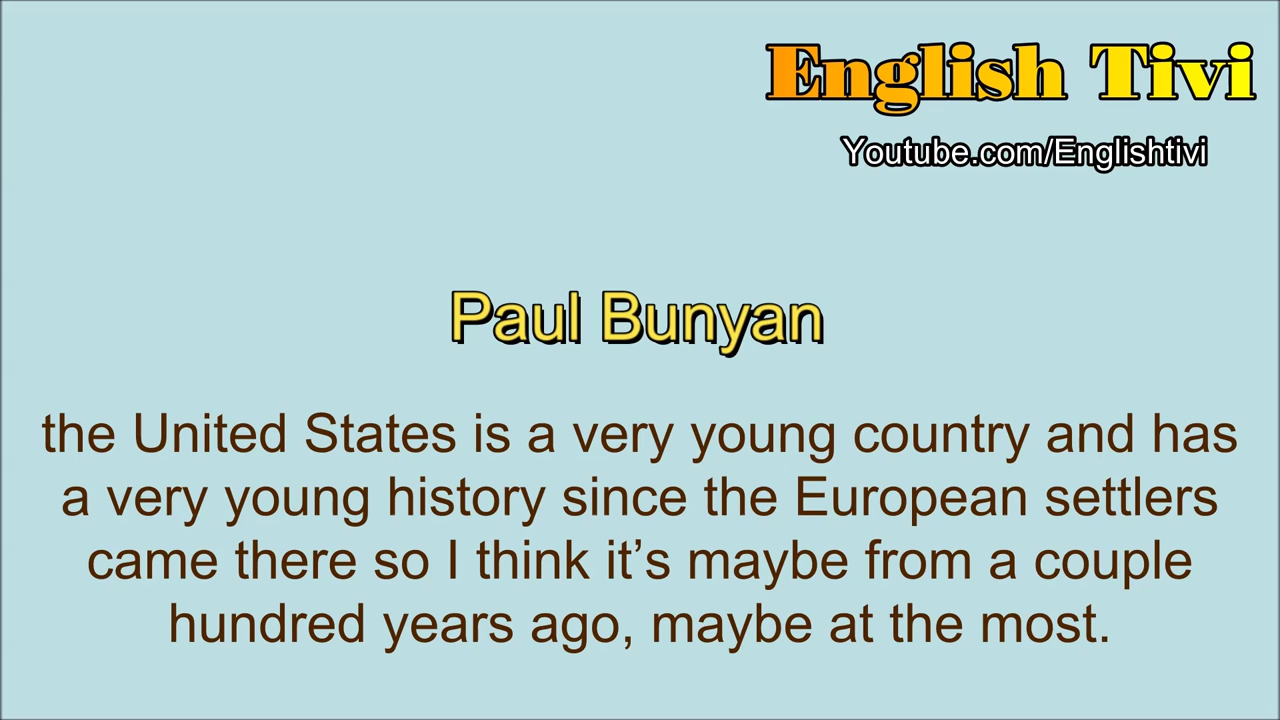 English Tivi
Youtube.com/Englishtivi
Paul Bunyan
the United States is a very young country and has
a very young history since the European settlers
came there so I think it’s maybe from a couple
hundred years ago, maybe at the most.